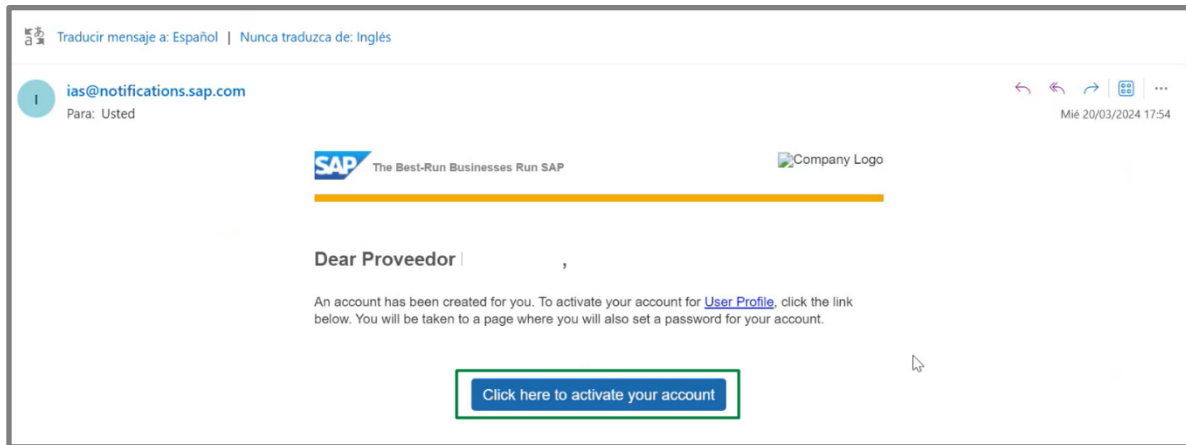 Traducir mensaje a: Español | Nunca traduzca de: Inglés
ias@notifications.sap.com
I
Para: Usted
Mié 20/03/2024 17:54
SAP The Best-Run Businesses Run SAP
Company Logo
Dear Proveedor ,
An account has been created for you. To activate your account for User Profile, click the link
below. You will be taken to a page where you will also set a password for your account.
Click here to activate your account